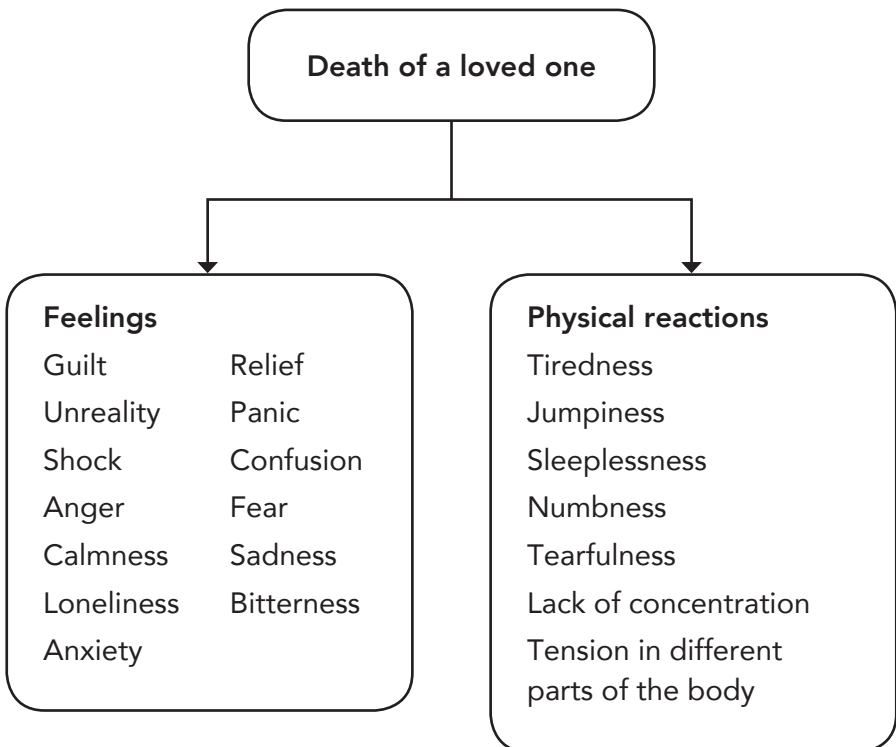 Death of a loved one
Feelings
Guilt
Unreality
Shock
Anger
Calmness
Loneliness
Anxiety
Relief
Panic
Confusion
Fear
Sadness
Bitterness
Physical reactions
Tiredness
Jumpiness
Sleeplessness
Numbness
Tearfulness
Lack of concentration
Tension in different
parts of the body